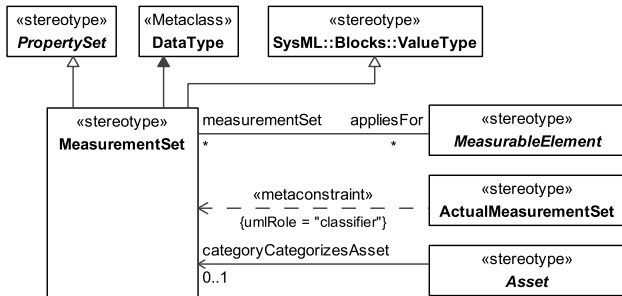 «stereotype»
PropertySet
«Metaclass»
DataType
«stereotype»
SysML::Blocks::ValueType
«stereotype»
MeasurementSet
measurementSet
appliesFor
*
*
«stereotype»
MeasurableElement
«metaconstraint»
{umlRole = "classifier"}
«stereotype»
ActualMeasurementSet
categoryCategorizesAsset
0..1
«stereotype»
Asset